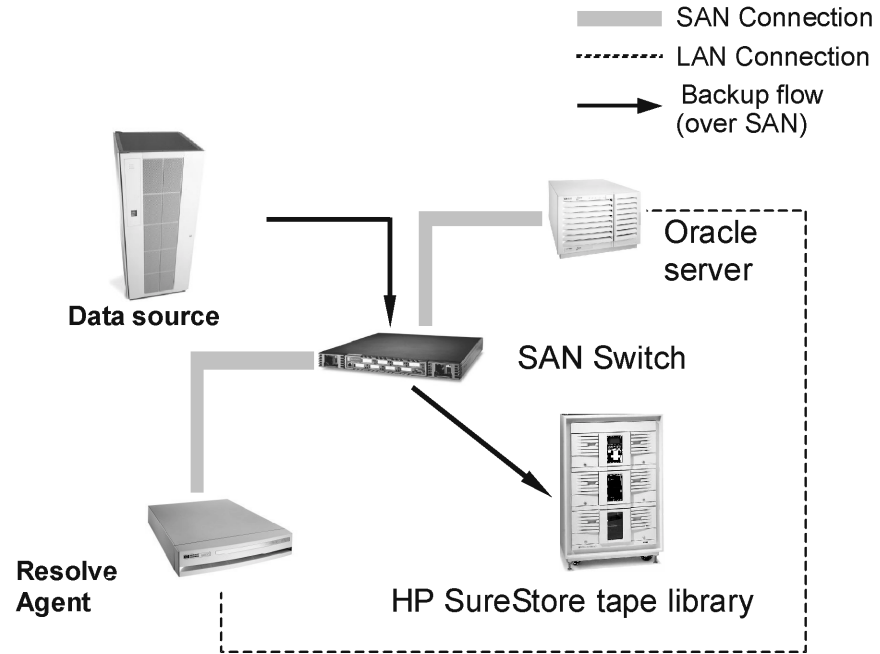 SAN Connection
LAN Connection
Backup flow
(over SAN)
Oracle
server
Data source
SAN Switch
Resolve
Agent
HP SureStore tape library